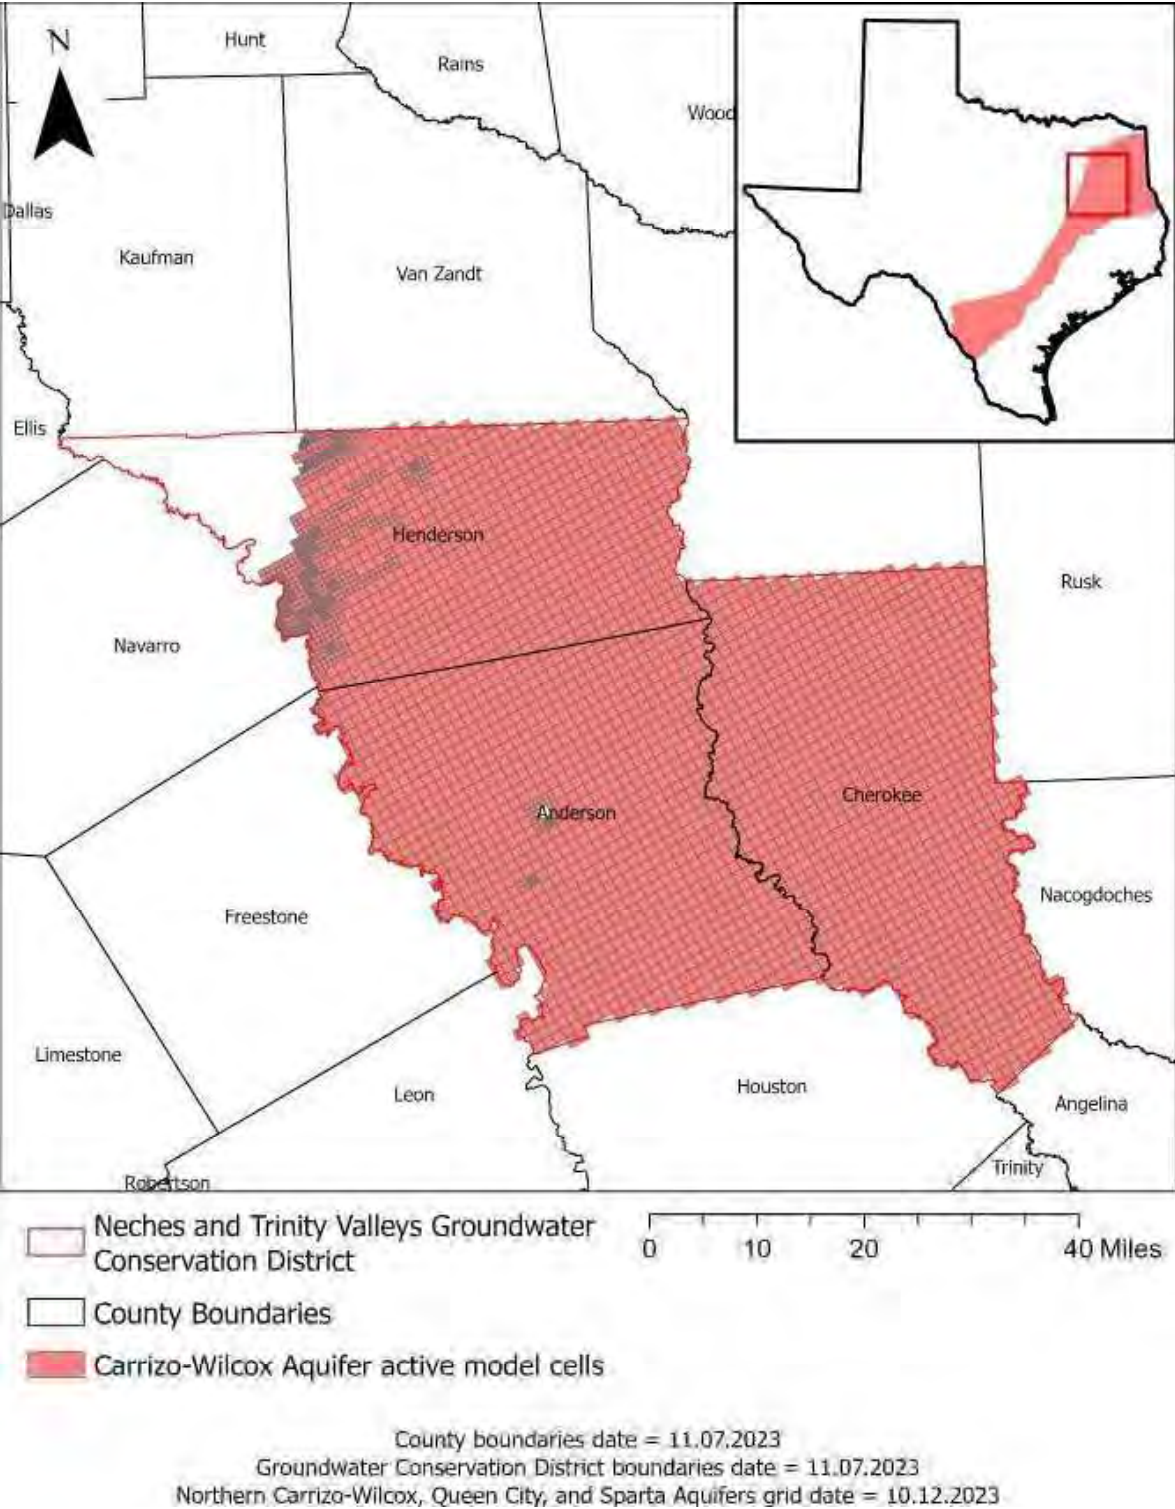 N
Hunt
Rains
Wood
Dallas
Kaufman
Van Zandt
Ellis
Henderson
Rusk
Navarro
Cherokee
Anderson
Nacogdoches
Freestone
Limestone
Leon
Houston
Angelina
Trinity
Robertson
Neches and Trinity Valleys Groundwater
Conservation District
0 10 20 40 Miles
County Boundaries
Carrizo-Wilcox Aquifer active model cells
County boundaries date = 11.07.2023
Groundwater Conservation District boundaries date = 11.07.2023
Northern Carrizo-Wilcox, Queen City, and Sparta Aquifers grid date = 10.12.2023